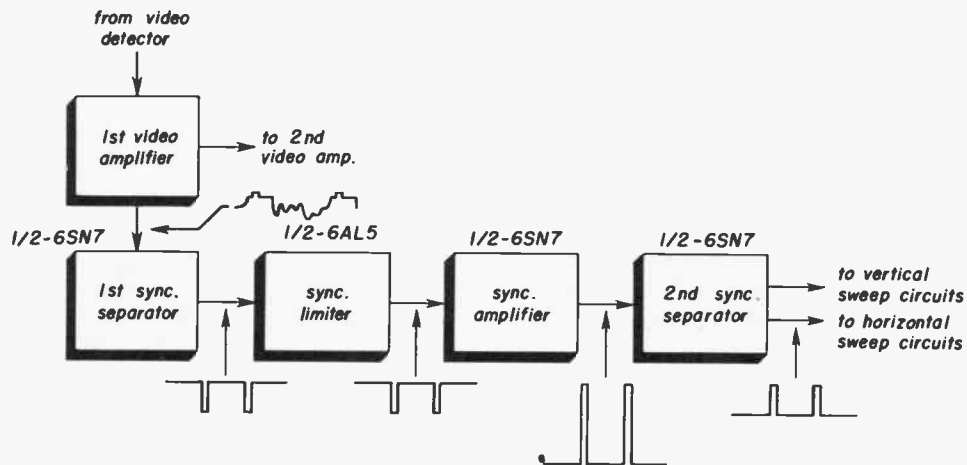 from video
detector
1st video
amplifier
to 2nd
video amp.
1/2-6SN7
1/2-6AL5
1/2-6SN7
1/2-6SN7
1st sync.
separator
sync.
limiter
sync.
amplifier
2nd sync.
separator
to vertical
sweep circuits
to horizontal
sweep circuits